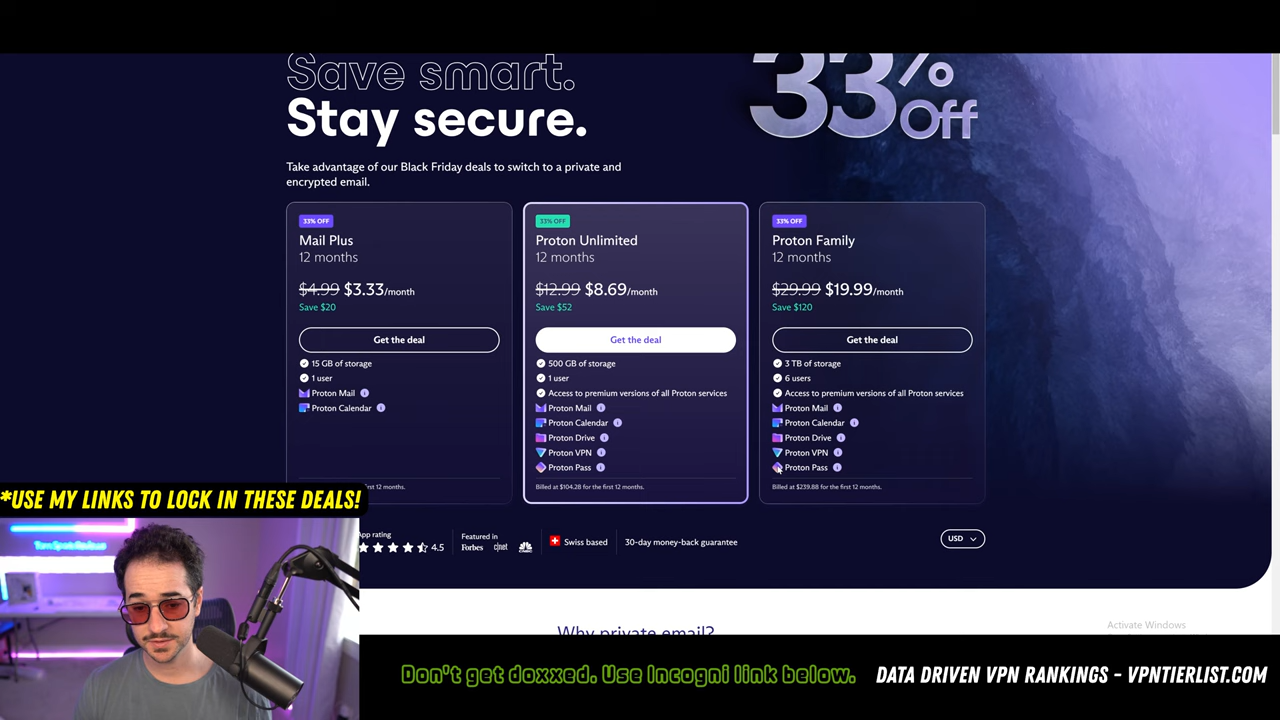 Save smart.
Stay secure.
33%
Off
Take advantage of our Black Friday deals to switch to a private and
encrypted email.
33% OFF
Mail Plus
12 months
$4.99 $3.33/month
Save $20
Get the deal
15 GB of storage
1 user
Proton Mail
Proton Calendar
rst 12 months.
33% OFF
Proton Unlimited
12 months
$12.99 $8.69/month
Save $52
Get the deal
500 GB of storage
1 user
Access to premium versions of all Proton services
Proton Mail
Proton Calendar
Proton Drive
Proton VPN
Proton Pass
Billed at $104.28 for the first 12 months.
33% OFF
Proton Family
12 months
$29.99 $19.99/month
Save $120
Get the deal
3 TB of storage
6 users
Access to premium versions of all Proton services
Proton Mail
Proton Calendar
Proton Drive
Proton VPN
Proton Pass
Billed at $239.88 for the first 12 months.
*USE MY LINKS TO LOCK IN THESE DEALS!
App rating
4.5
Featured in
Forbes c|net CNBC
Swiss based
30-day money-back guarantee
USD
Why private email?
Activate Windows
Don't get doxxed. Use Incogni link below.
DATA DRIVEN VPN RANKINGS - VPNTIERLIST.COM